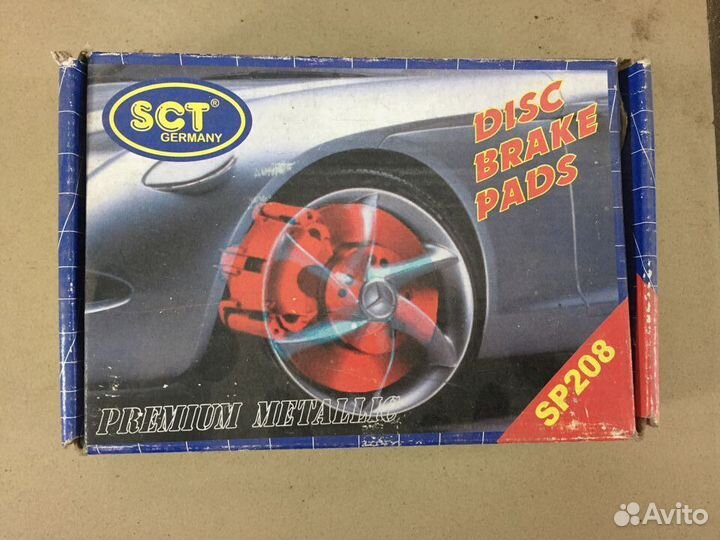 SCT®
GERMANY
DISC
BRAKE
PADS
PREMIUM METALLIC
SP208
Avito